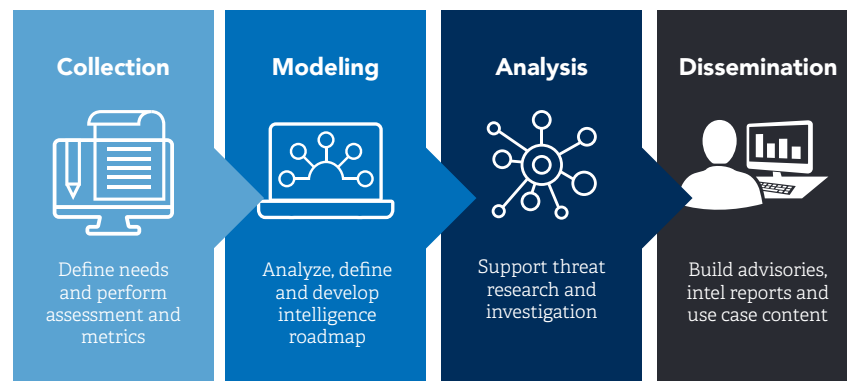 Collection
Define needs
and perform
assessment and
metrics
Modeling
Analyze, define
and develop
intelligence
roadmap
Analysis
Support threat
research and
investigation
Dissemination
Build advisories,
intel reports and
use case content